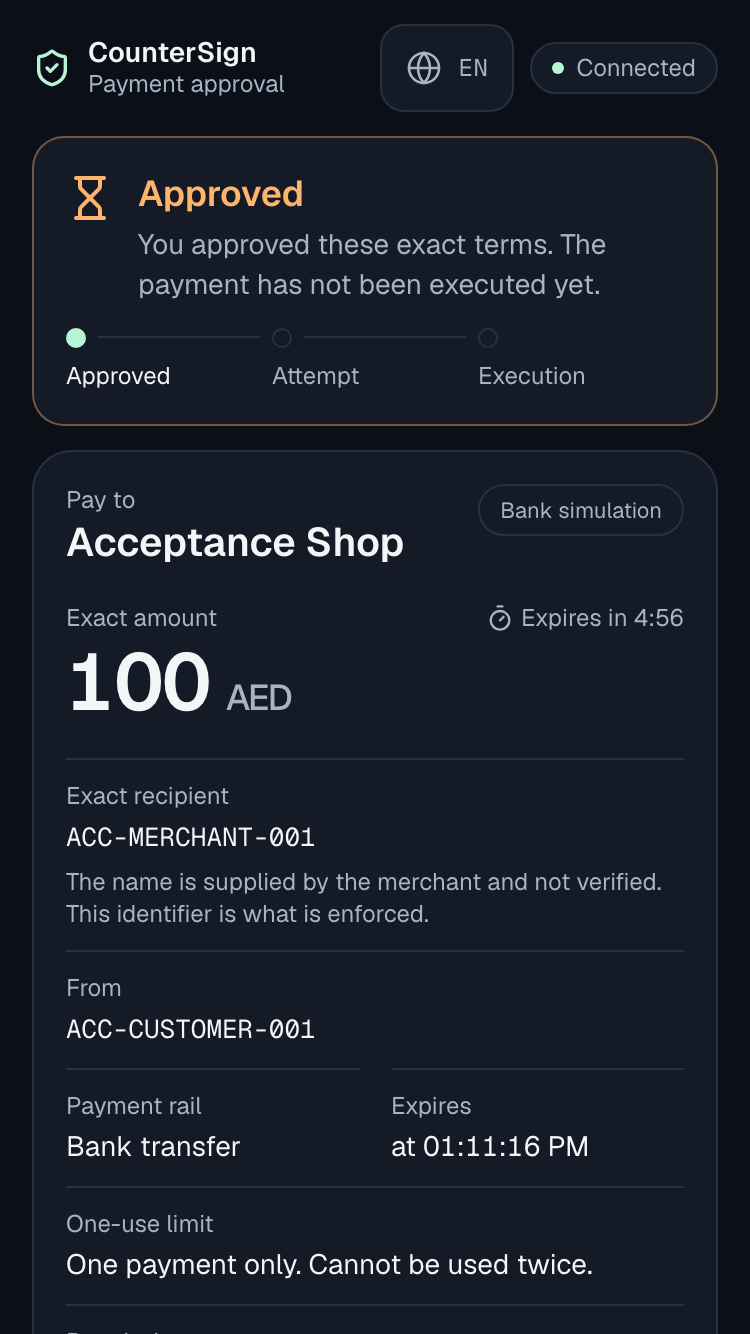 CounterSign
Payment approval
EN
Connected
Approved
You approved these exact terms. The
payment has not been executed yet.
Approved
Attempt
Execution
Pay to
Bank simulation
Acceptance Shop
Exact amount
Expires in 4:56
100 AED
Exact recipient
ACC-MERCHANT-001
The name is supplied by the merchant and not verified.
This identifier is what is enforced.
From
ACC-CUSTOMER-001
Payment rail
Expires
Bank transfer
at 01:11:16 PM
One-use limit
One payment only. Cannot be used twice.